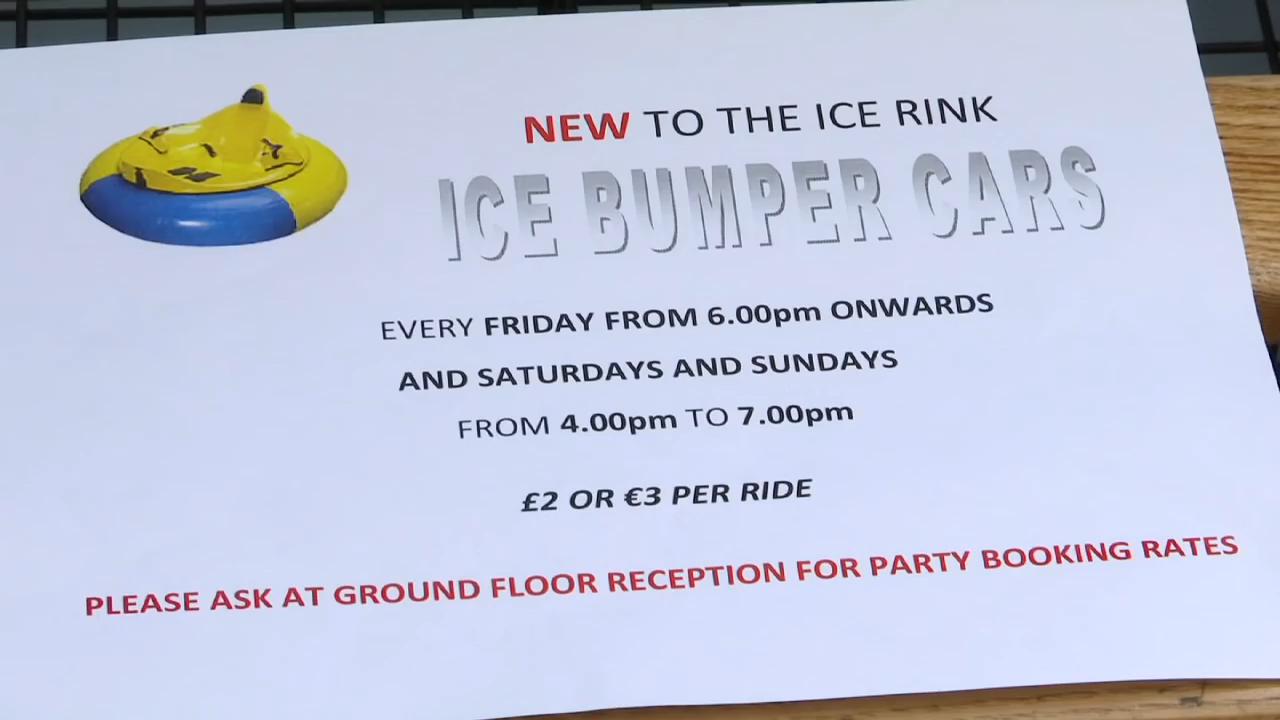 NEW TO THE ICE RINK
ICE BUMPER CARS
EVERY FRIDAY FROM 6.00pm ONWARDS
AND SATURDAYS AND SUNDAYS
FROM 4.00pm TO 7.00pm
£2 OR €3 PER RIDE
PLEASE ASK AT GROUND FLOOR RECEPTION FOR PARTY BOOKING RATES